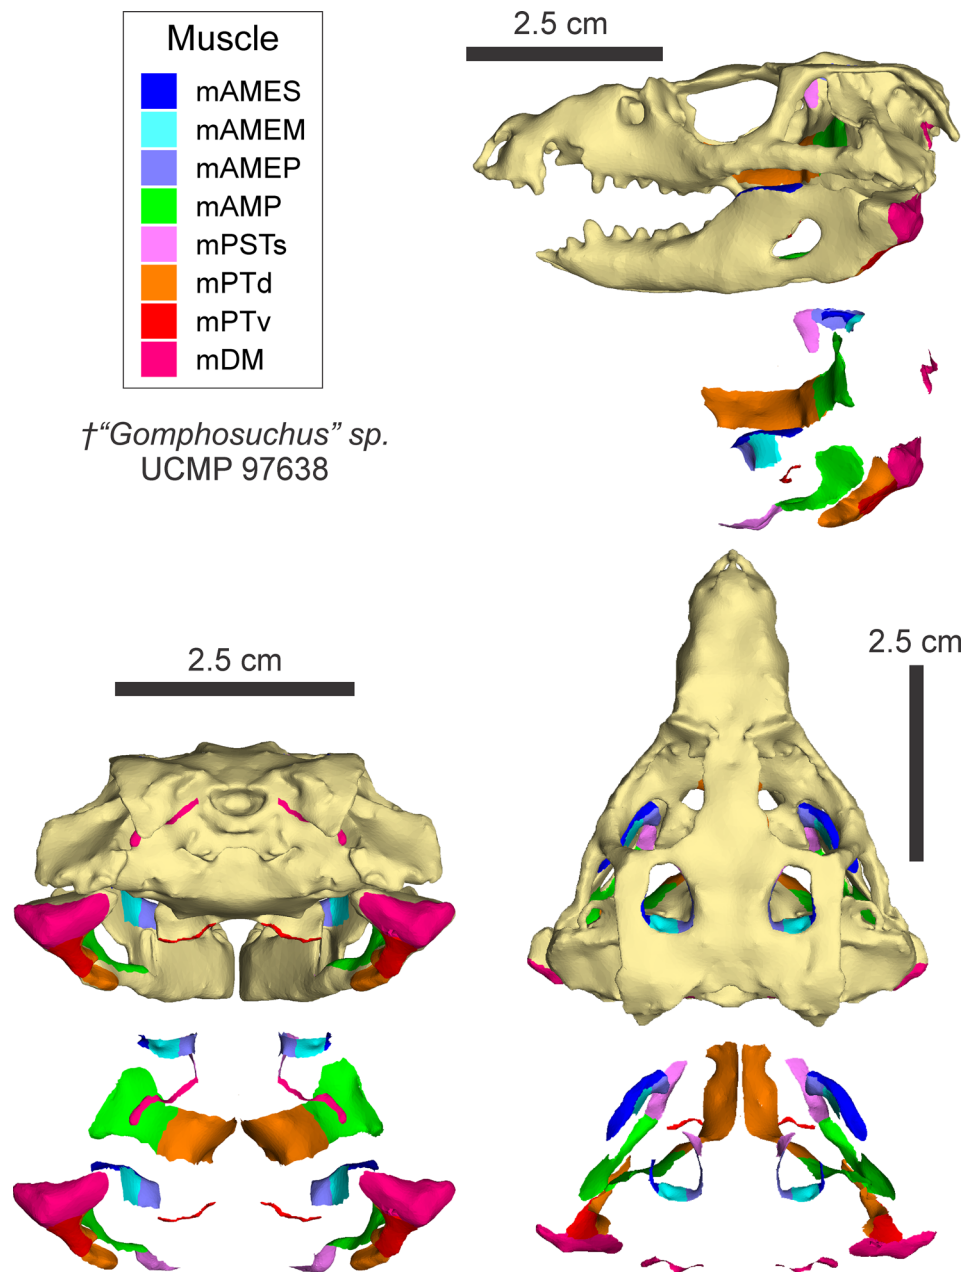 2.5 cm
Muscle
mAMES
mAMEM
mAMEP
mAMP
mPSTs
mPTd
mPTv
mDM
†“Gomphosuchus” sp.
UCMP 97638
2.5 cm
2.5 cm